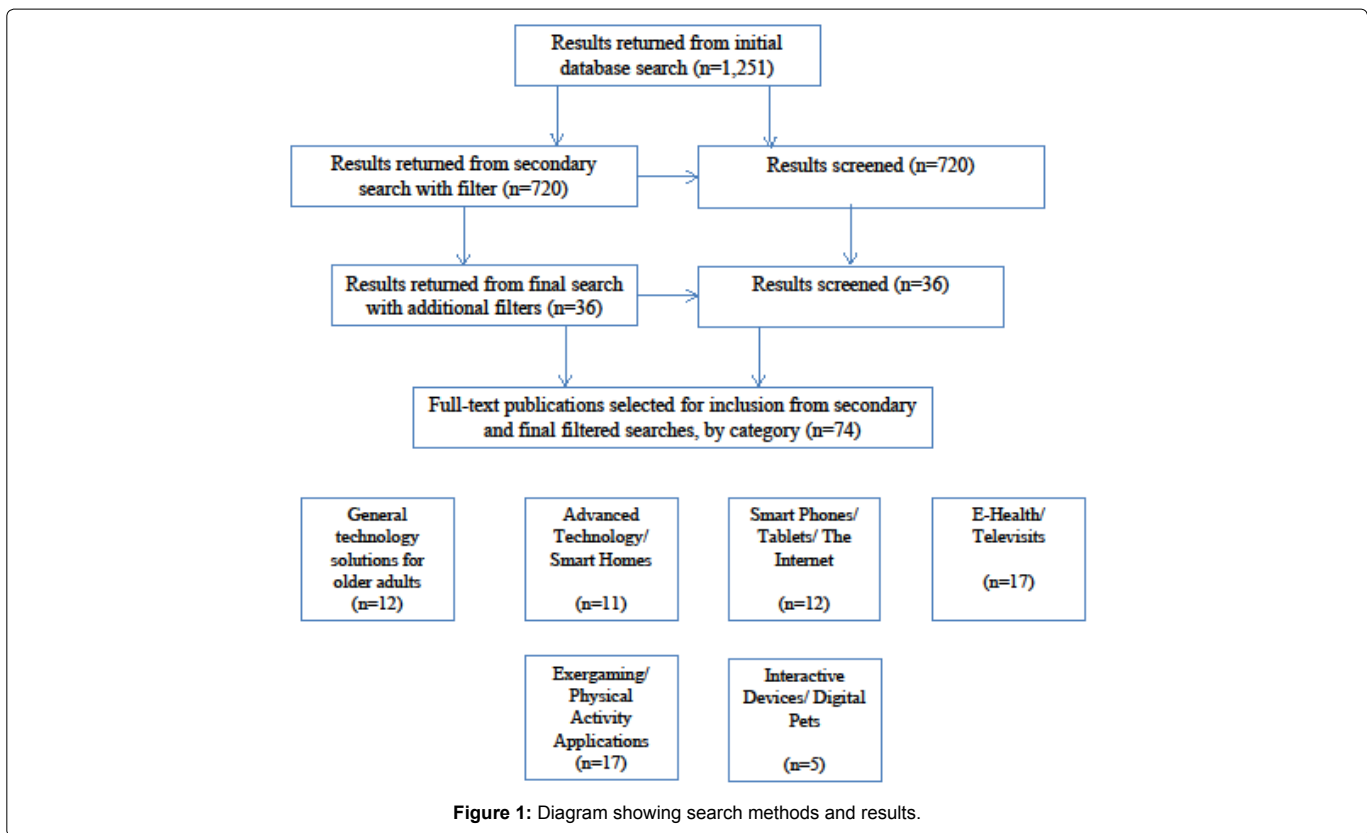 Results returned from initial
database search (n=1,251)
Results returned from secondary
search with filter (n=720)
Results screened (n=720)
Results returned from final search
with additional filters (n=36)
Results screened (n=36)
Full-text publications selected for inclusion from secondary
and final filtered searches, by category (n=74)
General
technology
solutions for
older adults
(n=12)
Advanced
Technology/
Smart Homes
(n=11)
Smart Phones/
Tablets/ The
Internet
(n=12)
E-Health/
Televisits
(n=17)
Exergaming/
Physical
Activity
Applications
(n=17)
Interactive
Devices/ Digital
Pets
(n=5)
Figure 1: Diagram showing search methods and results.